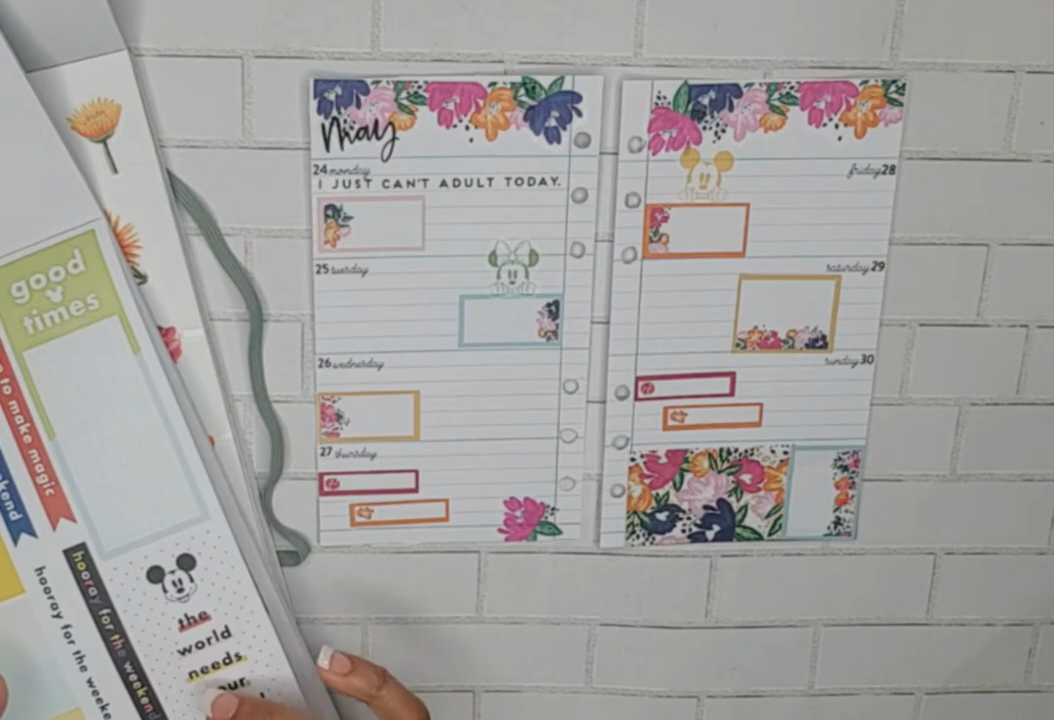 May
24 monday
I JUST CAN'T ADULT TODAY.
25 tuesday
26 wednesday
27 thursday
friday 28
saturday 29
sunday 30
good
times
to make magic
hooray for the weekend
hooray for the weeke
the
world
needs